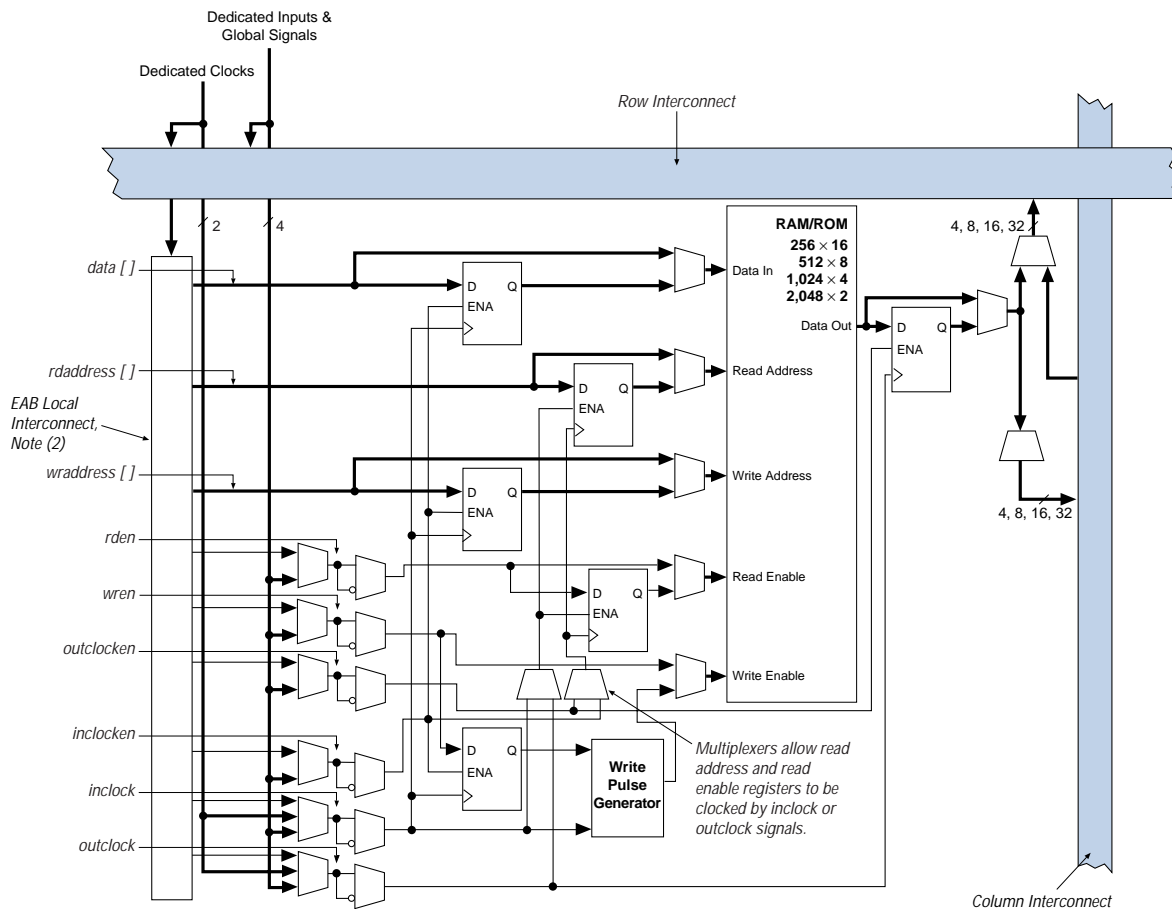 Dedicated Inputs &
Global Signals
Dedicated Clocks
Row Interconnect
2
4
4, 8, 16, 32
RAM/ROM
256 × 16
512 × 8
1,024 × 4
2,048 × 2
data [ ]
D
Q
ENA
Data In
Data Out
D
Q
ENA
rdaddress [ ]
D
Q
ENA
Read Address
EAB Local
Interconnect,
Note (2)
wraddress [ ]
D
Q
ENA
Write Address
4, 8, 16, 32
rden
D
Q
ENA
Read Enable
wren
outclocken
Write Enable
inclocken
D
Q
ENA
Write
Pulse
Generator
Multiplexers allow read
address and read
enable registers to be
clocked by inclock or
outclock signals.
inclock
outclock
Column Interconnect